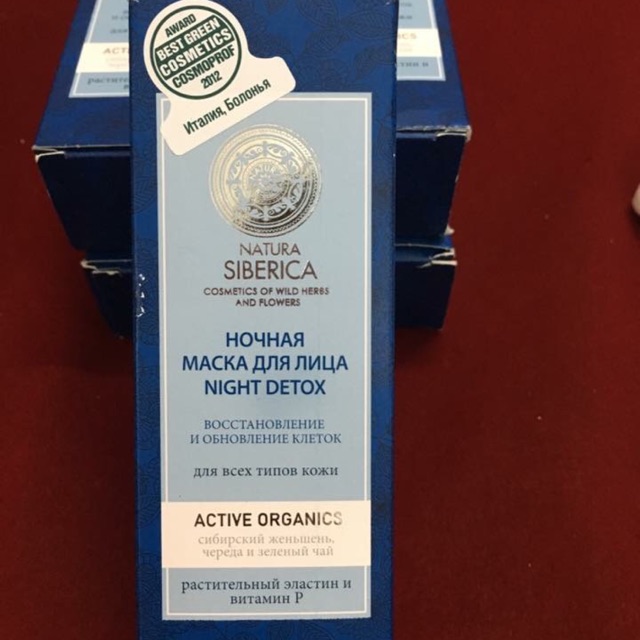 AWARD
BEST GREEN
COSMETICS
COSMOPROF
2012
Италия, Болонья
NATURA
SIBERICA
COSMETICS OF WILD HERBS
AND FLOWERS
НОЧНАЯ
МАСКА ДЛЯ ЛИЦА
NIGHT DETOX
ВОССТАНОВЛЕНИЕ
И ОБНОВЛЕНИЕ КЛЕТОК
для всех типов кожи
ACTIVE ORGANICS
сибирский женьшень,
череда и зеленый чай
растительный эластин и
витамин P